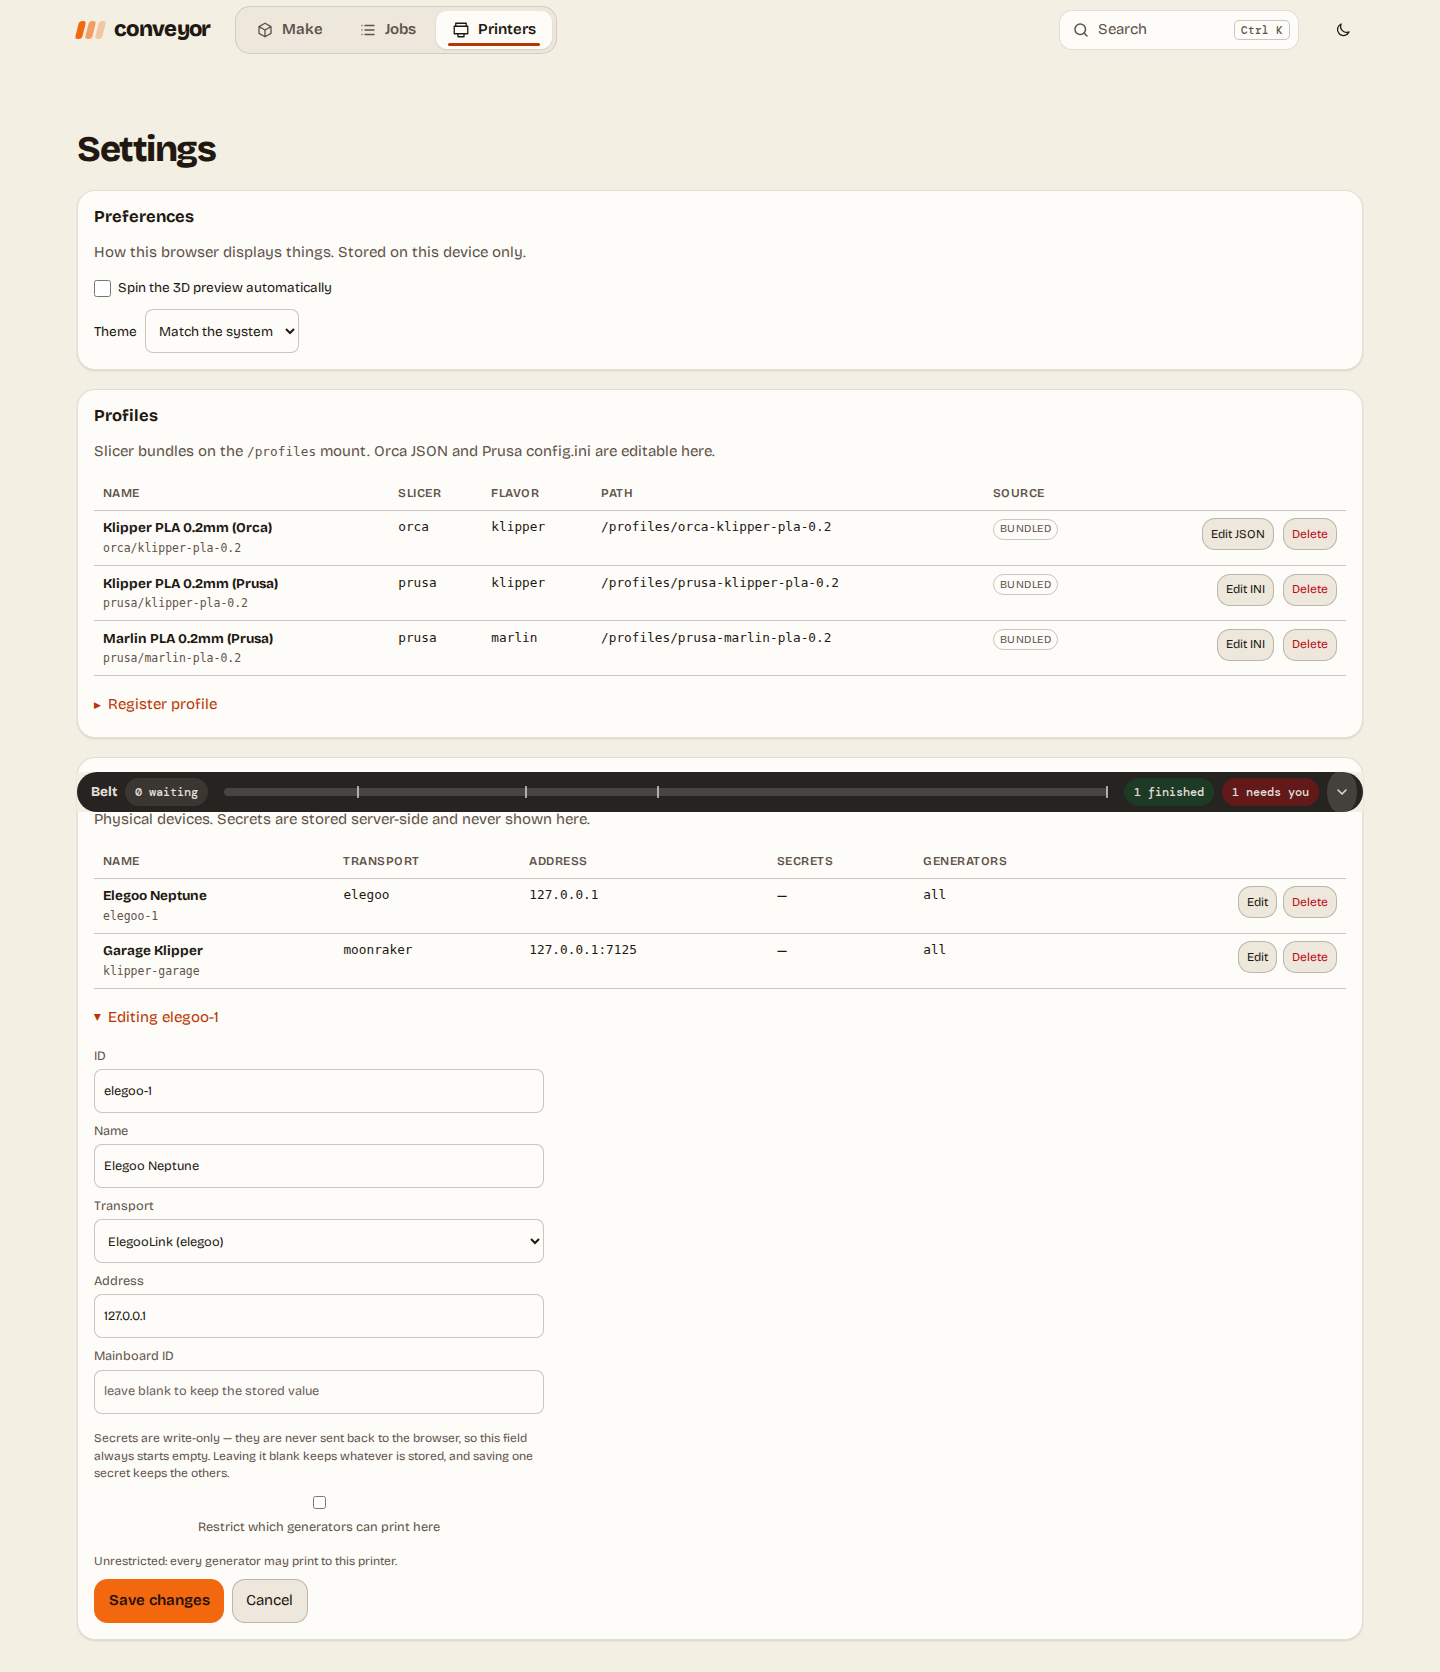 conveyor
Make
Jobs
Printers
Search
Ctrl K
Settings
Preferences
How this browser displays things. Stored on this device only.
Spin the 3D preview automatically
Theme
Match the system
Profiles
Slicer bundles on the /profiles mount. Orca JSON and Prusa config.ini are editable here.
NAME SLICER FLAVOR PATH SOURCE
Klipper PLA 0.2mm (Orca) orca klipper /profiles/orca-klipper-pla-0.2 BUNDLED Edit JSON Delete
orca/klipper-pla-0.2
Klipper PLA 0.2mm (Prusa) prusa klipper /profiles/prusa-klipper-pla-0.2 BUNDLED Edit INI Delete
prusa/klipper-pla-0.2
Marlin PLA 0.2mm (Prusa) prusa marlin /profiles/prusa-marlin-pla-0.2 BUNDLED Edit INI Delete
prusa/marlin-pla-0.2
Register profile
Belt 0 waiting 1 finished 1 needs you
Physical devices. Secrets are stored server-side and never shown here.
NAME TRANSPORT ADDRESS SECRETS GENERATORS
Elegoo Neptune elegoo 127.0.0.1 — all Edit Delete
elegoo-1
Garage Klipper moonraker 127.0.0.1:7125 — all Edit Delete
klipper-garage
Editing elegoo-1
ID
elegoo-1
Name
Elegoo Neptune
Transport
ElegooLink (elegoo)
Address
127.0.0.1
Mainboard ID
leave blank to keep the stored value
Secrets are write-only — they are never sent back to the browser, so this field
always starts empty. Leaving it blank keeps whatever is stored, and saving one
secret keeps the others.
Restrict which generators can print here
Unrestricted: every generator may print to this printer.
Save changes
Cancel